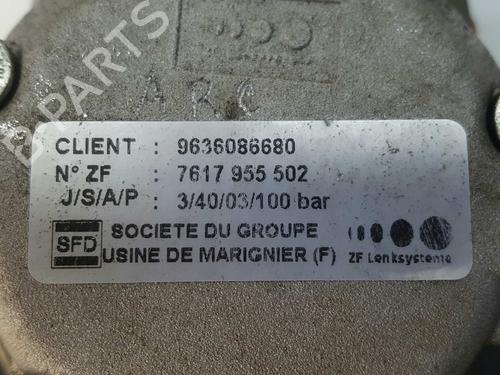 B-PARTS
ARC
CLIENT : 9636086680
N° ZF : 7617 955 502
J/S/A/P : 3/40/03/100 bar
SFD SOCIETE DU GROUPE
USINE DE MARIGNIER (F)
ZF Lenksysteme